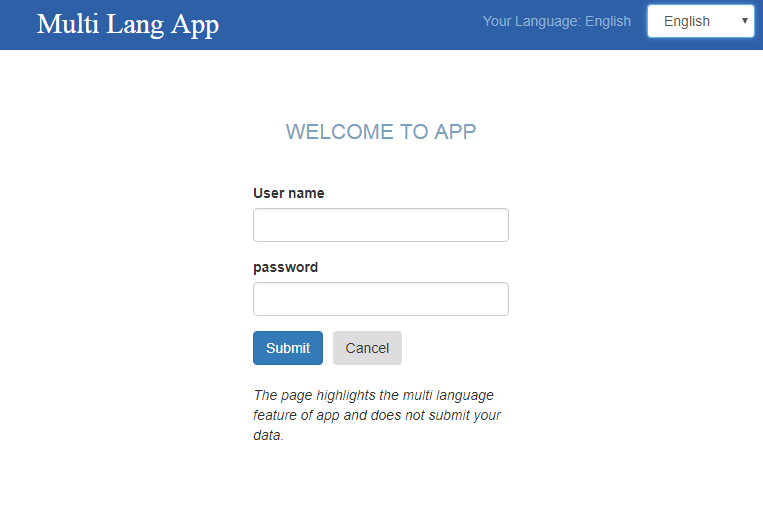 Multi Lang App
Your Language: English
English
WELCOME TO APP
User name
password
Submit
Cancel
The page highlights the multi language
feature of app and does not submit your
data.